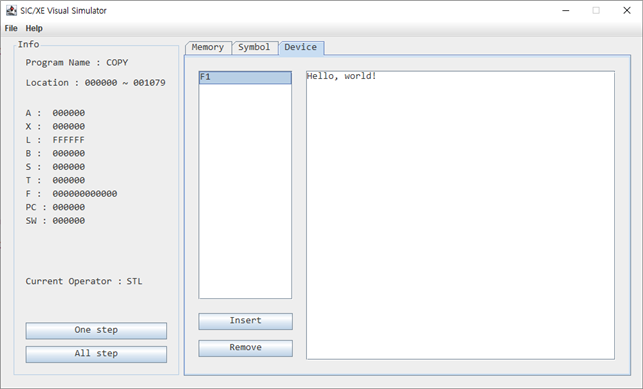 SIC/XE Visual Simulator
File Help
Info
Program Name : COPY
Location : 000000 ~ 001079
A : 000000
X : 000000
L : FFFFFF
B : 000000
S : 000000
T : 000000
F : 000000000000
PC : 000000
SW : 000000
Current Operator : STL
One step
All step
Memory Symbol Device
F1
Hello, world!
Insert
Remove